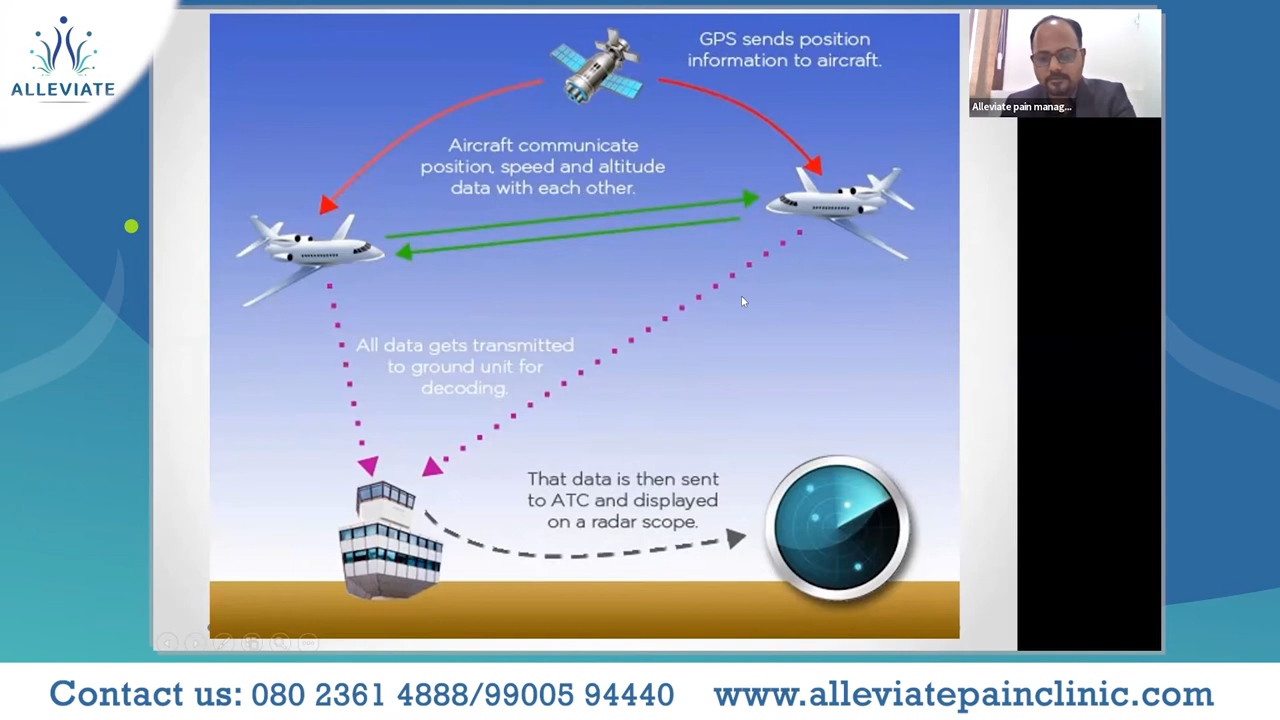 ALLEVIATE
GPS sends position
information to aircraft.
Alleviate pain manag...
Aircraft communicate
position, speed and altitude
data with each other.
All data gets transmitted
to ground unit for
decoding.
That data is then sent
to ATC and displayed
on a radar scope.
Contact us: 080 2361 4888/99005 94440 www.alleviatepainclinic.com